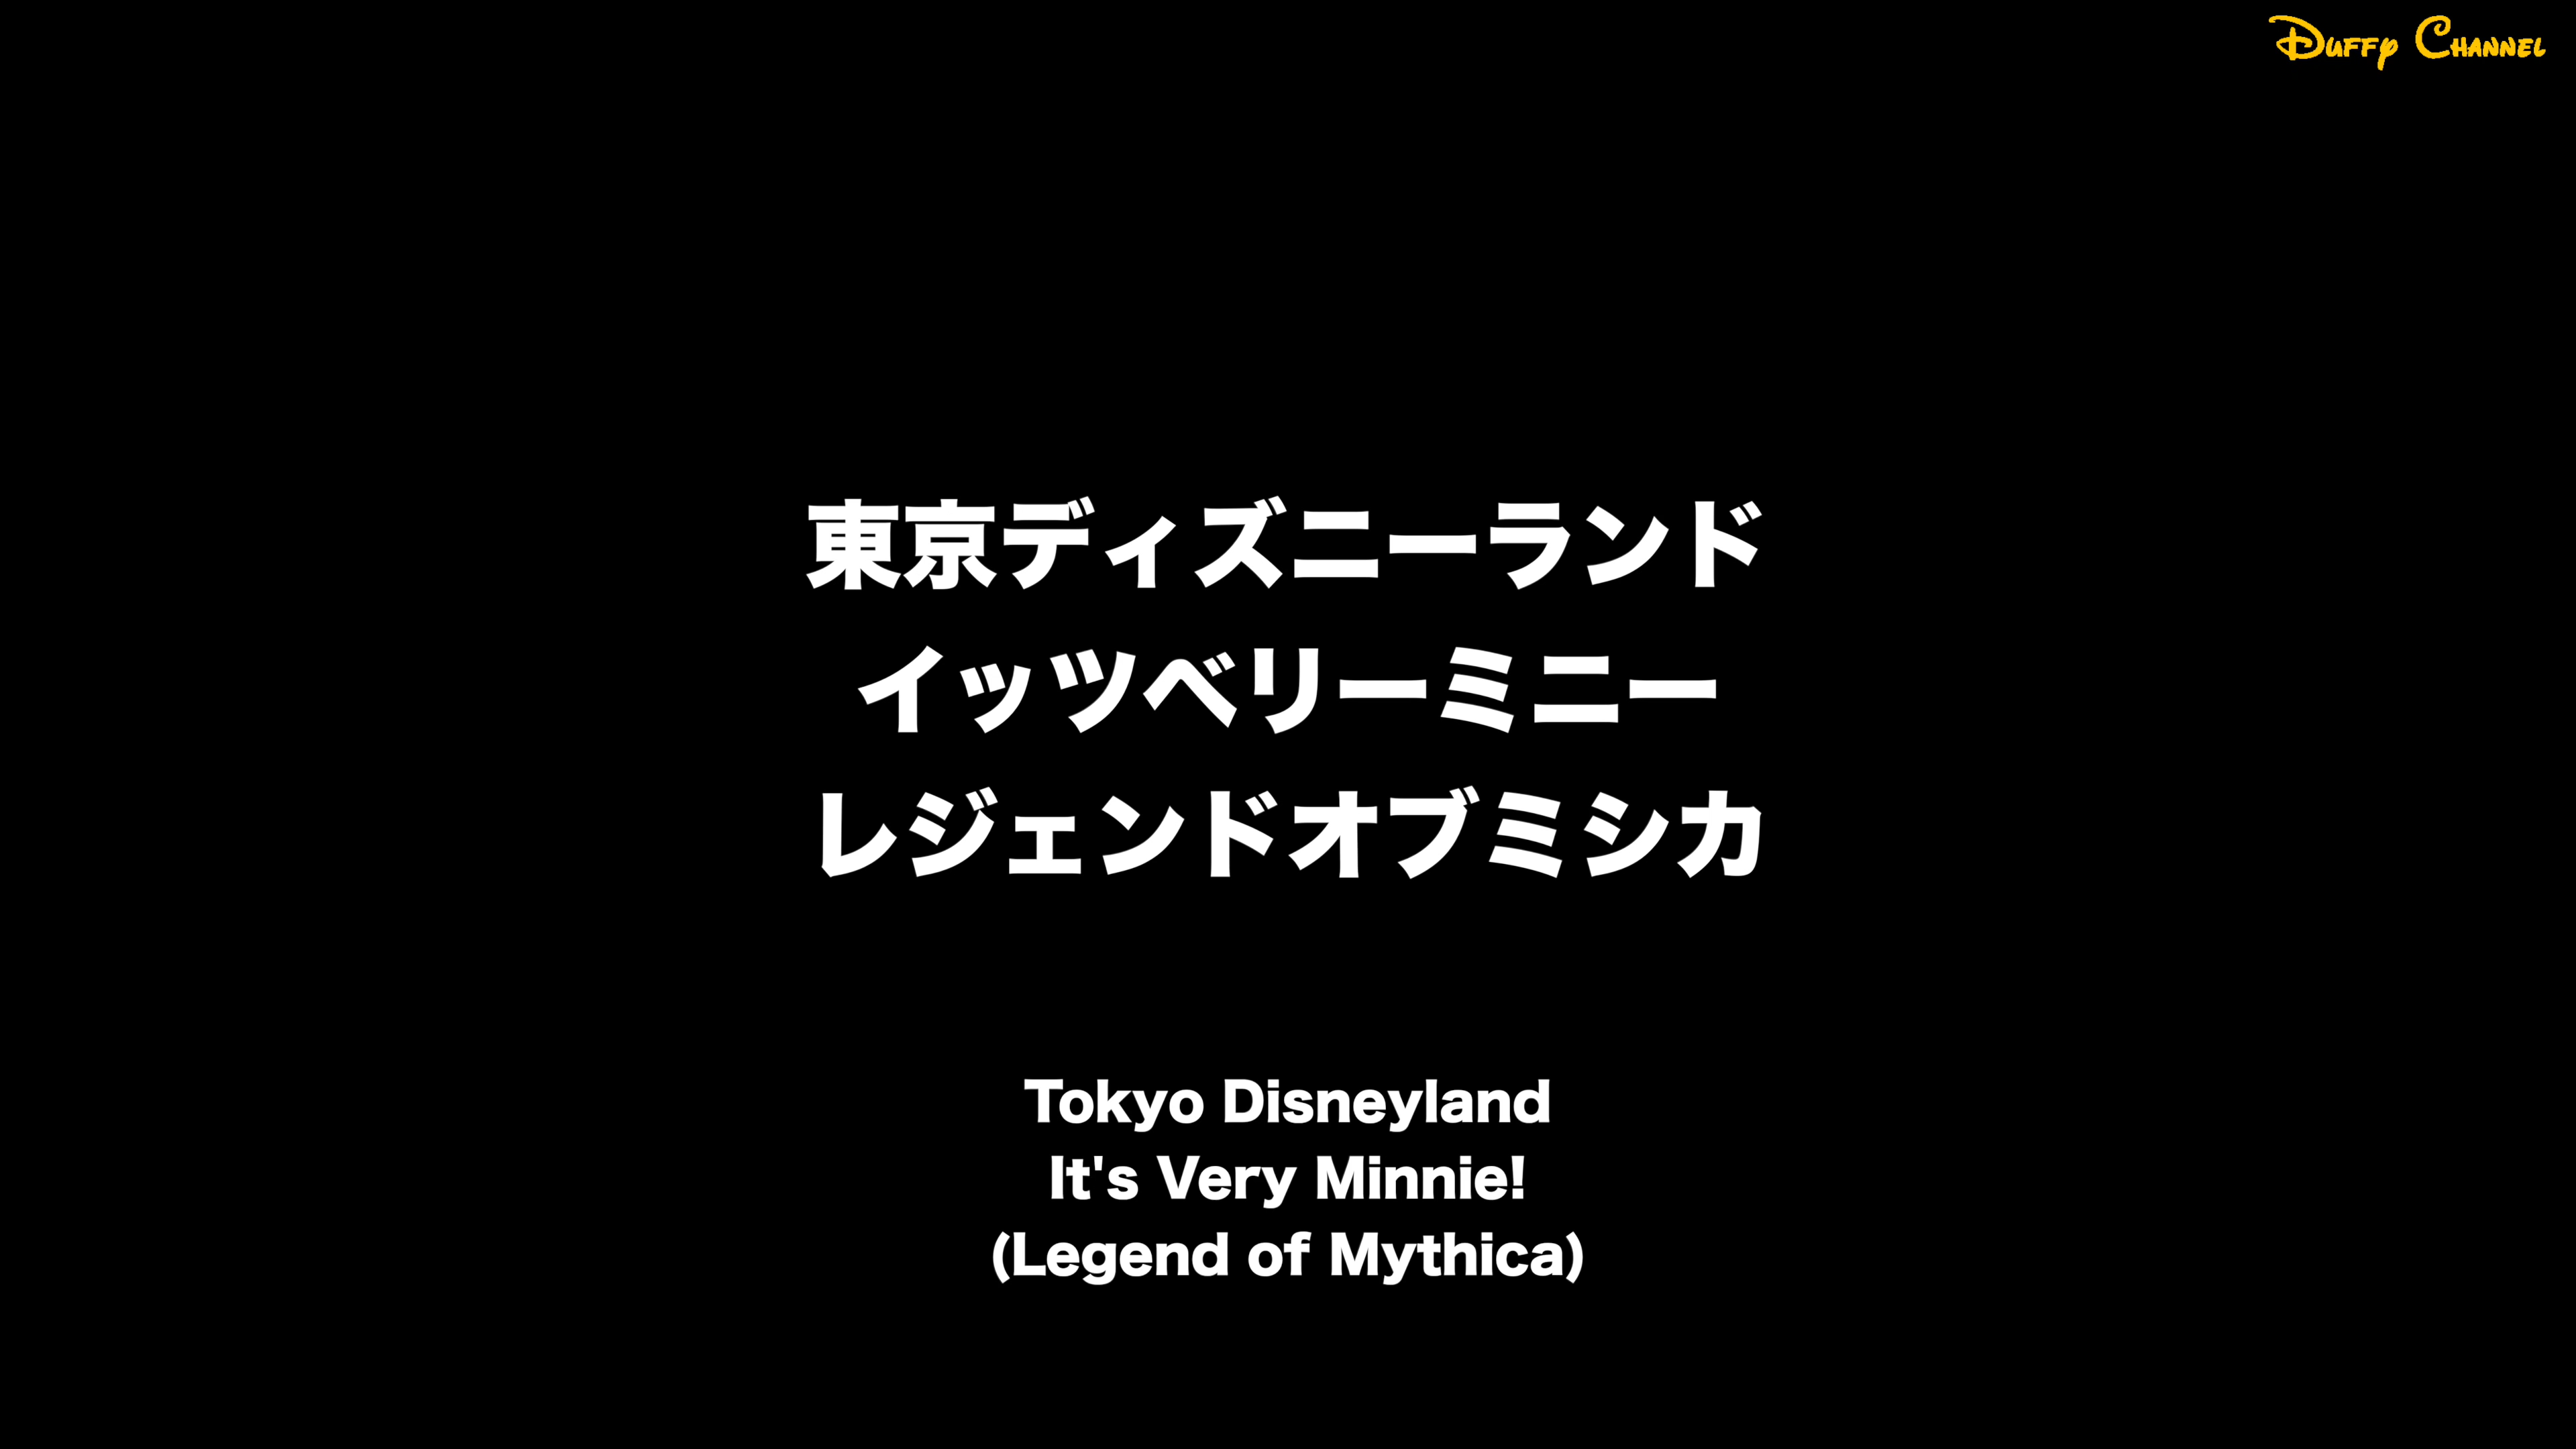 Duffy Channel
東京ディズニーランド
イッツベリーミニー
レジェンドオブミシカ
Tokyo Disneyland
It's Very Minnie!
(Legend of Mythica)